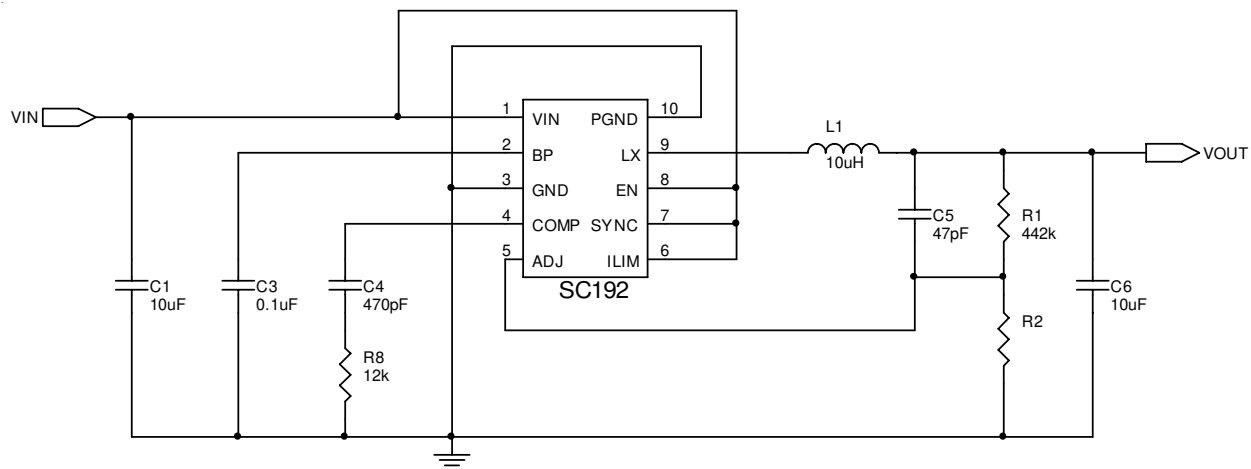 VIN
1
VIN
PGND
10
2
BP
LX
9
3
GND
EN
8
4
COMP
SYNC
7
5
ADJ
ILIM
6
SC192
L1
10uH
VOUT
C5
47pF
R1
442k
C1
10uF
C3
0.1uF
C4
470pF
C6
10uF
R2
R8
12k